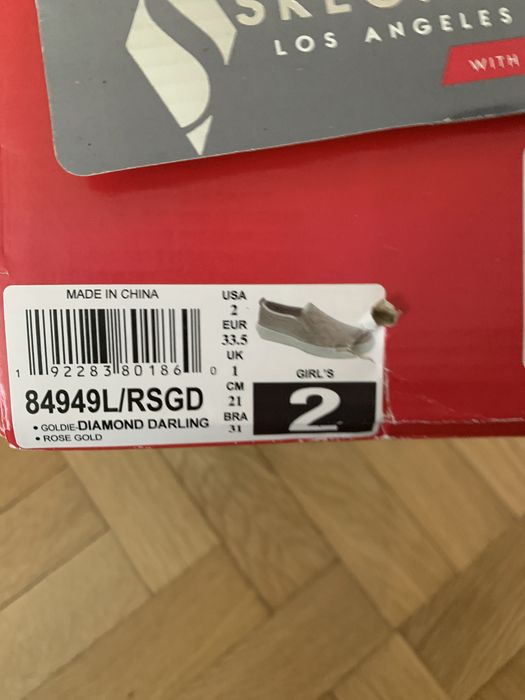 LOS ANGELES
WITH
MADE IN CHINA
1 92283 80186 0
84949L/RSGD
• GOLDIE-DIAMOND DARLING
• ROSE GOLD
USA
2
EUR
33.5
UK
1
CM
21
BRA
31
GIRL'S
2